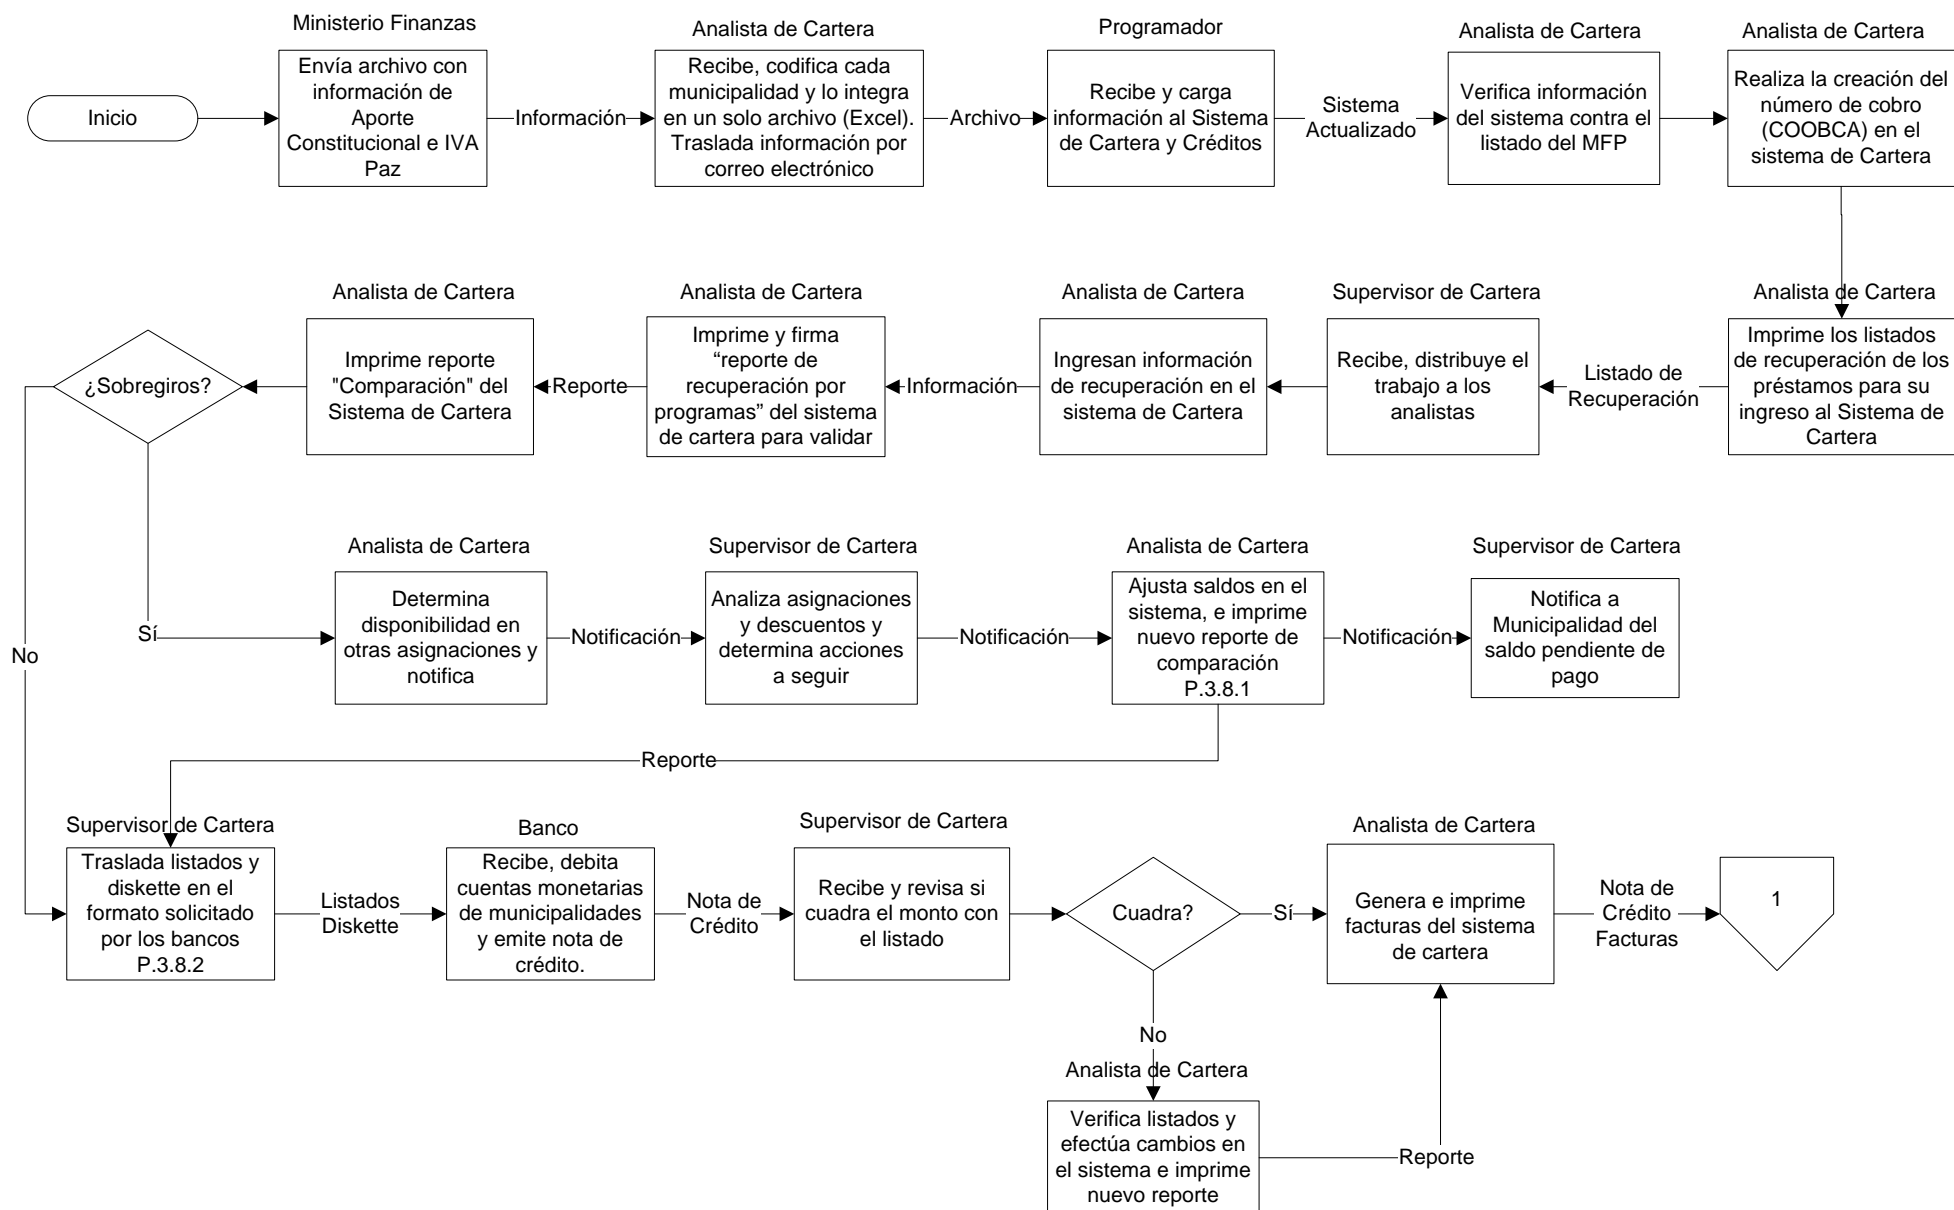 Inicio
Ministerio Finanzas
Envía archivo con
información de
Aporte
Constitucional e IVA
Paz
Información
Analista de Cartera
Recibe, codifica cada
municipalidad y lo integra
en un solo archivo (Excel).
Traslada información por
correo electrónico
Archivo
Programador
Recibe y carga
información al Sistema
de Cartera y Créditos
Sistema
Actualizado
Analista de Cartera
Verifica información
del sistema contra el
listado del MFP
Analista de Cartera
Realiza la creación del
número de cobro
(COOBCA) en el
sistema de Cartera
Analista de Cartera
Imprime los listados
de recuperación de los
préstamos para su
ingreso al Sistema de
Cartera
Listado de
Recuperación
Supervisor de Cartera
Recibe, distribuye el
trabajo a los
analistas
Analista de Cartera
Ingresan información
de recuperación en el
sistema de Cartera
Información
Analista de Cartera
Imprime y firma
“reporte de
recuperación por
programas” del sistema
de cartera para validar
Reporte
Analista de Cartera
Imprime reporte
"Comparación" del
Sistema de Cartera
¿Sobregiros?
Sí
No
Analista de Cartera
Determina
disponibilidad en
otras asignaciones y
notifica
Notificación
Supervisor de Cartera
Analiza asignaciones
y descuentos y
determina acciones
a seguir
Notificación
Analista de Cartera
Ajusta saldos en el
sistema, e imprime
nuevo reporte de
comparación
P.3.8.1
Notificación
Supervisor de Cartera
Notifica a
Municipalidad del
saldo pendiente de
pago
Reporte
Supervisor de Cartera
Traslada listados y
diskette en el
formato solicitado
por los bancos
P.3.8.2
Listados
Diskette
Banco
Recibe, debita
cuentas monetarias
de municipalidades
y emite nota de
crédito.
Nota de
Crédito
Supervisor de Cartera
Recibe y revisa si
cuadra el monto con
el listado
Cuadra?
Sí
No
Analista de Cartera
Genera e imprime
facturas del sistema
de cartera
Nota de
Crédito
Facturas
1
Analista de Cartera
Verifica listados y
efectúa cambios en
el sistema e imprime
nuevo reporte
Reporte